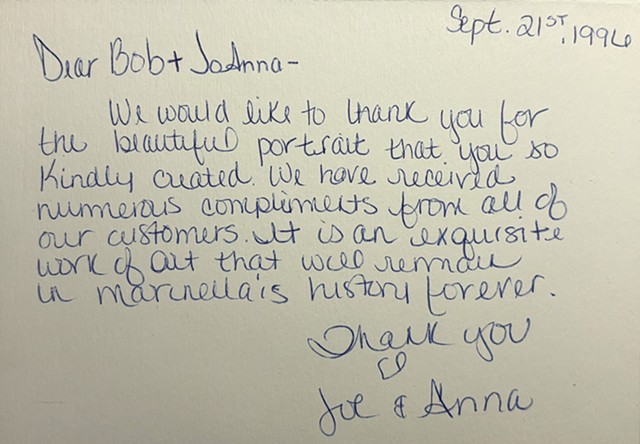 Sept. 21ST, 1996
Dear Bob + JoAnna -
We would like to thank you for
the beautiful portrait that you so
Kindly created. We have received
numerous compliments from all of
our customers. It is an exquisite
work of art that will remain
in marinella's history forever.
Thank you
Joe & Anna